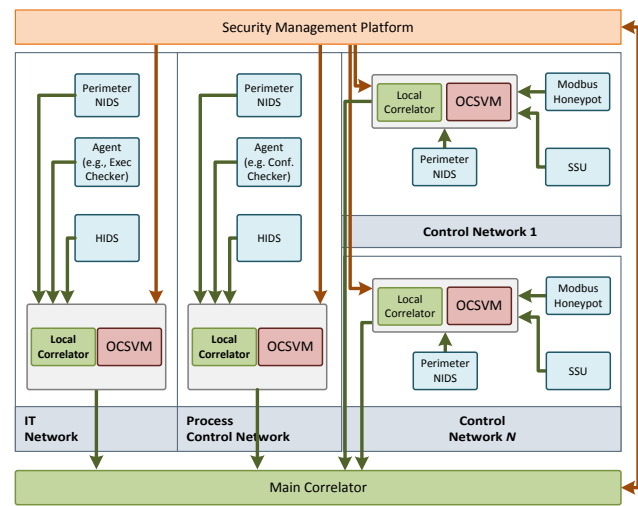 Security Management Platform
Perimeter
NIDS
Agent
(e.g., Exec
Checker)
HIDS
Local
Correlator
OCSVM
IT
Network
Perimeter
NIDS
Agent
(e.g. Conf.
Checker)
HIDS
Local
Correlator
OCSVM
Process
Control Network
Local
Correlator
OCSVM
Modbus
Honeypot
Perimeter
NIDS
SSU
Control Network 1
Local
Correlator
OCSVM
Modbus
Honeypot
Perimeter
NIDS
SSU
Control
Network N
Main Correlator